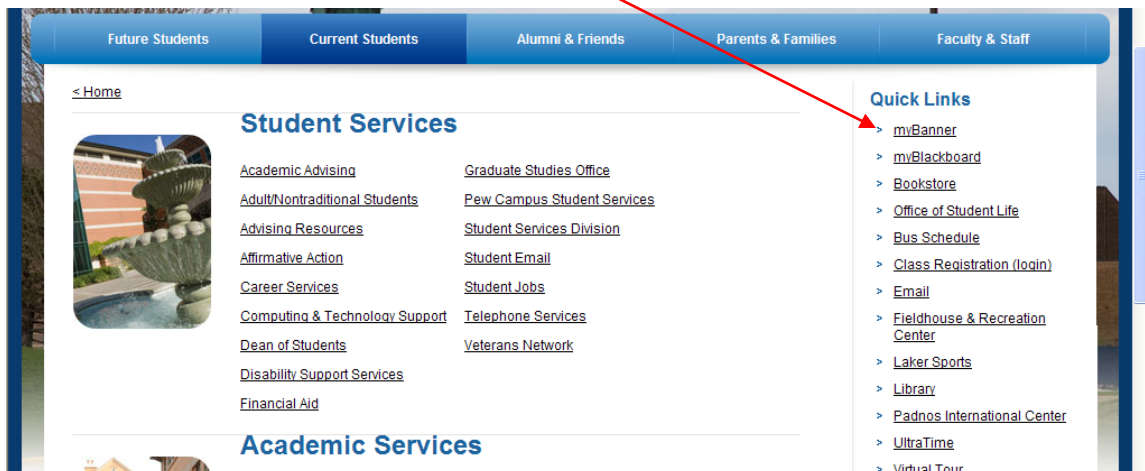 Future Students
Current Students
Alumni & Friends
Parents & Families
Faculty & Staff
< Home
Student Services
Academic Advising
Adult/Nontraditional Students
Advising Resources
Affirmative Action
Career Services
Computing & Technology Support
Dean of Students
Disability Support Services
Financial Aid
Graduate Studies Office
Pew Campus Student Services
Student Services Division
Student Email
Student Jobs
Telephone Services
Veterans Network
Academic Services
Quick Links
> myBanner
> myBlackboard
> Bookstore
> Office of Student Life
> Bus Schedule
> Class Registration (login)
> Email
> Fieldhouse & Recreation
Center
> Laker Sports
> Library
> Padnos International Center
> UltraTime
> Virtual Tour